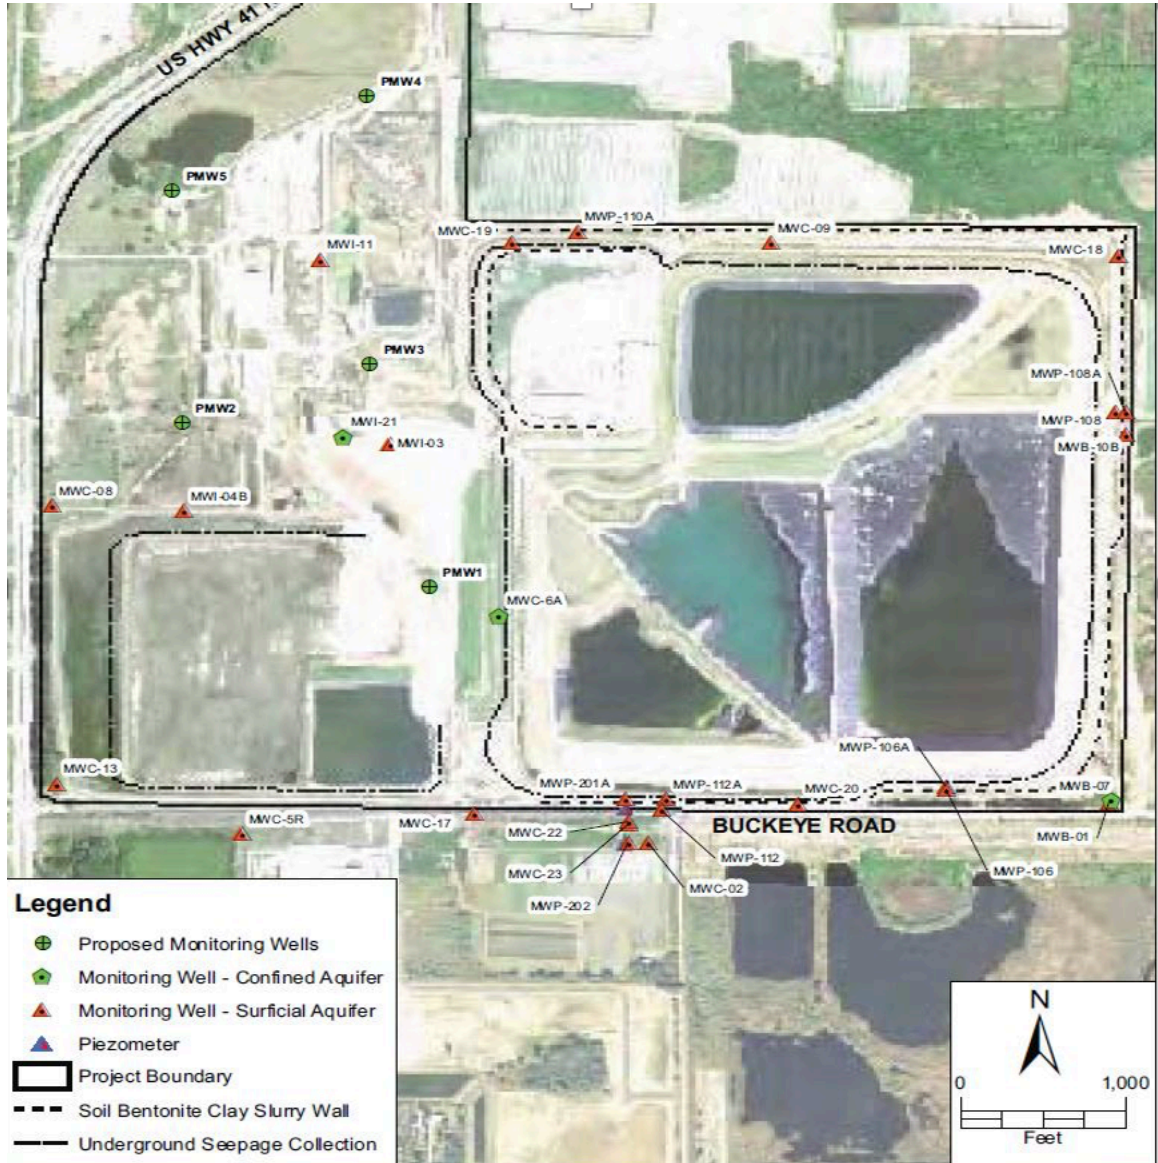 US HWY 41
PMW4
PMW5
MWP-110A
MWC-19
MWC-09
MWI-11
MWC-18
PMW3
MWP-108A
PMW2
MWI-21
MWP-108
MWI-03
MWB-10B
MWC-08
MWI-04B
PMW1
MWC-6A
MWP-106A
MWC-13
MWP-201A
MWP-112A
MWC-20
MWB-07
MWC-5R
MWC-17
MWC-22
BUCKEYE ROAD
MWB-01
MWP-112
MWC-23
MWC-02
MWP-106
MWP-202
Legend
Proposed Monitoring Wells
Monitoring Well - Confined Aquifer
Monitoring Well - Surficial Aquifer
Piezometer
Project Boundary
Soil Bentonite Clay Slurry Wall
Underground Seepage Collection
N
0 1,000
Feet